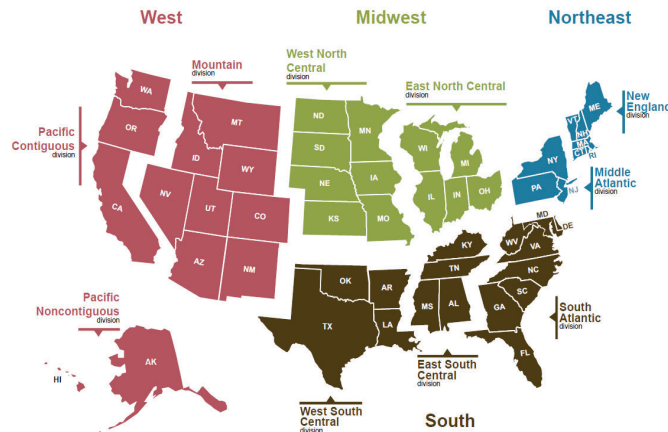 West
Midwest
Northeast
Mountain
division
West North
Central
division
East North Central
division
New
England
division
Pacific
Contiguous
division
Middle
Atlantic
division
WA
OR
CA
MT
ID
WY
NV
UT
CO
AZ
NM
ND
SD
NE
KS
MN
IA
MO
WI
MI
IL
IN
OH
ME
VT
NH
MA
CT
RI
NY
PA
NJ
MD
DE
WV
VA
KY
TN
NC
SC
GA
FL
MS
AL
OK
AR
TX
LA
Pacific
Noncontiguous
division
AK
HI
South
Atlantic
division
East South
Central
division
West South
Central
division
South